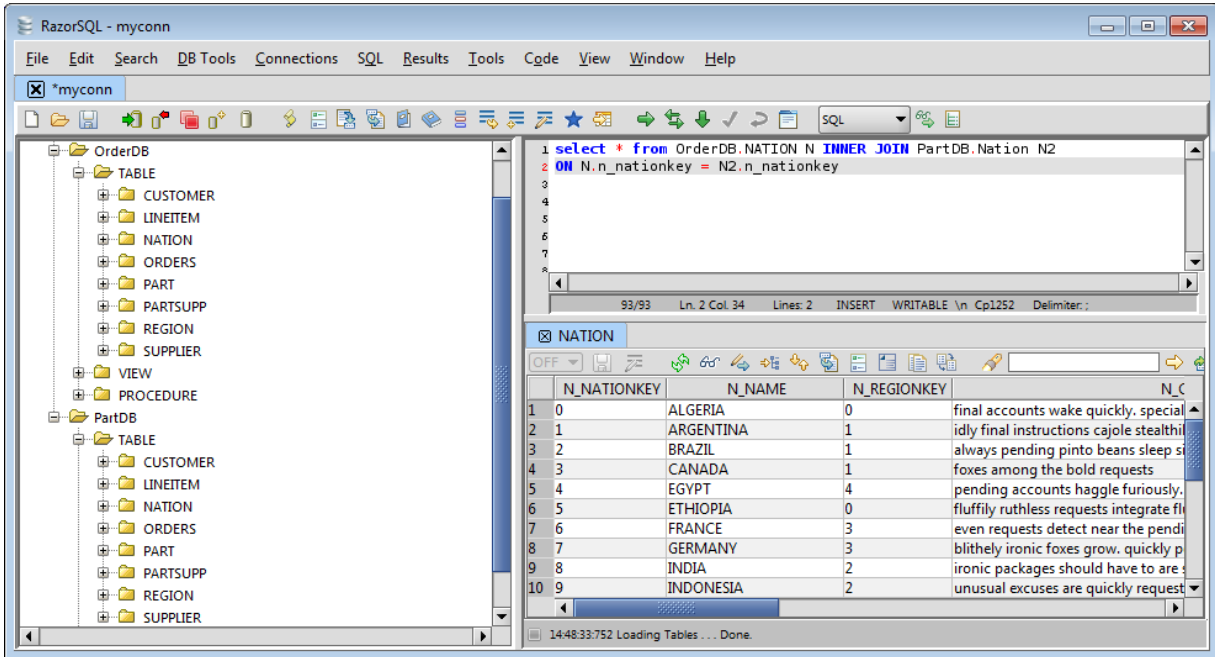 RazorSQL - myconn
File Edit Search DB Tools Connections SQL Results Tools Code View Window Help
*myconn
SQL
OrderDB
TABLE
CUSTOMER
LINEITEM
NATION
ORDERS
PART
PARTSUPP
REGION
SUPPLIER
VIEW
PROCEDURE
PartDB
TABLE
CUSTOMER
LINEITEM
NATION
ORDERS
PART
PARTSUPP
REGION
SUPPLIER
1 select * from OrderDB.NATION N INNER JOIN PartDB.Nation N2
2 ON N.n_nationkey = N2.n_nationkey
3
4
5
6
7
93/93 Ln. 2 Col. 34 Lines: 2 INSERT WRITABLE \n Cp1252 Delimiter: ;
NATION
OFF
N_NATIONKEY N_NAME N_REGIONKEY N_C
1 0 ALGERIA 0 final accounts wake quickly. special
2 1 ARGENTINA 1 idly final instructions cajole stealthil
3 2 BRAZIL 1 always pending pinto beans sleep si
4 3 CANADA 1 foxes among the bold requests
5 4 EGYPT 4 pending accounts haggle furiously.
6 5 ETHIOPIA 0 fluffily ruthless requests integrate fl
7 6 FRANCE 3 even requests detect near the pendi
8 7 GERMANY 3 blithely ironic foxes grow. quickly p
9 8 INDIA 2 ironic packages should have to are s
10 9 INDONESIA 2 unusual excuses are quickly request
14:48:33:752 Loading Tables . . . Done.